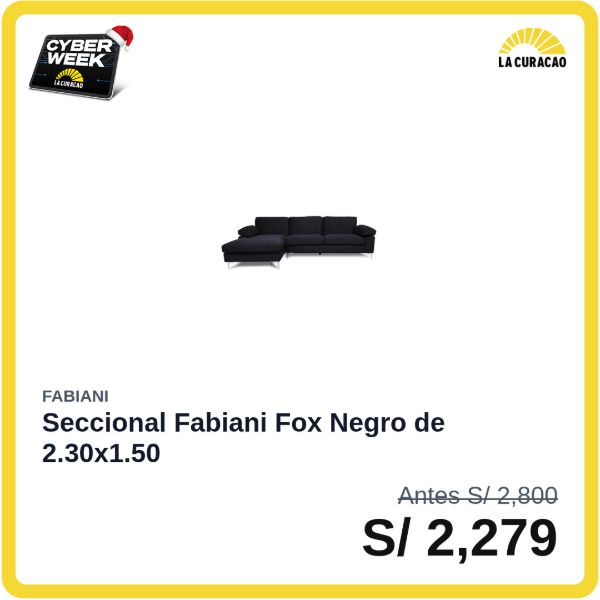 CYBER
WEEK
LA CURACAO
LA CURACAO
FABIANI
Seccional Fabiani Fox Negro de
2.30x1.50
Antes S/ 2,800
S/ 2,279